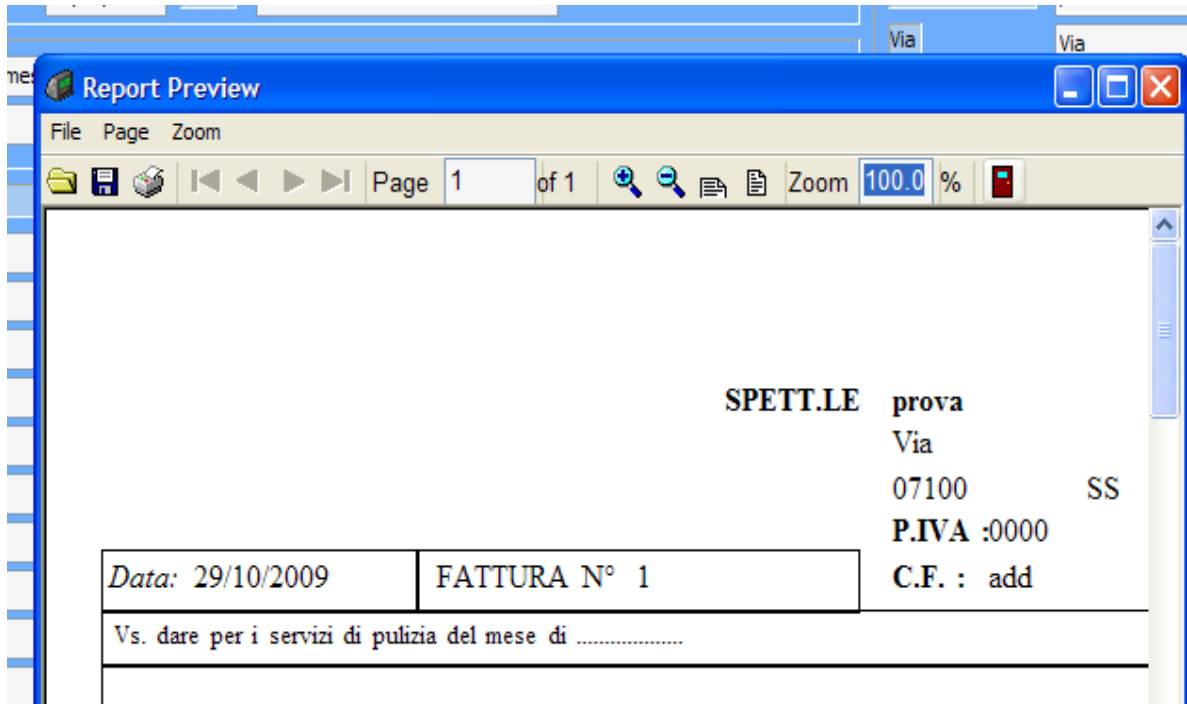 Via
Via
Report Preview
File Page Zoom
Page 1 of 1 Zoom 100.0 %
SPETT.LE prova
Via
07100 SS
P.IVA :0000
Data: 29/10/2009 FATTURA N° 1 C.F. : add
Vs. dare per i servizi di pulizia del mese di ...................